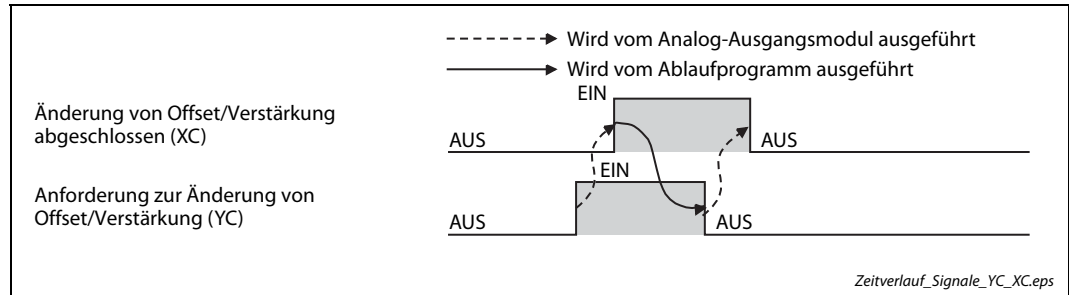 Wird vom Analog-Ausgangsmodul ausgeführt
Wird vom Ablaufprogramm ausgeführt
EIN
Änderung von Offset/Verstärkung
abgeschlossen (XC)
AUS
AUS
EIN
Anforderung zur Änderung von
Offset/Verstärkung (YC)
AUS
AUS
Zeitverlauf_Signale_YC_XC.eps